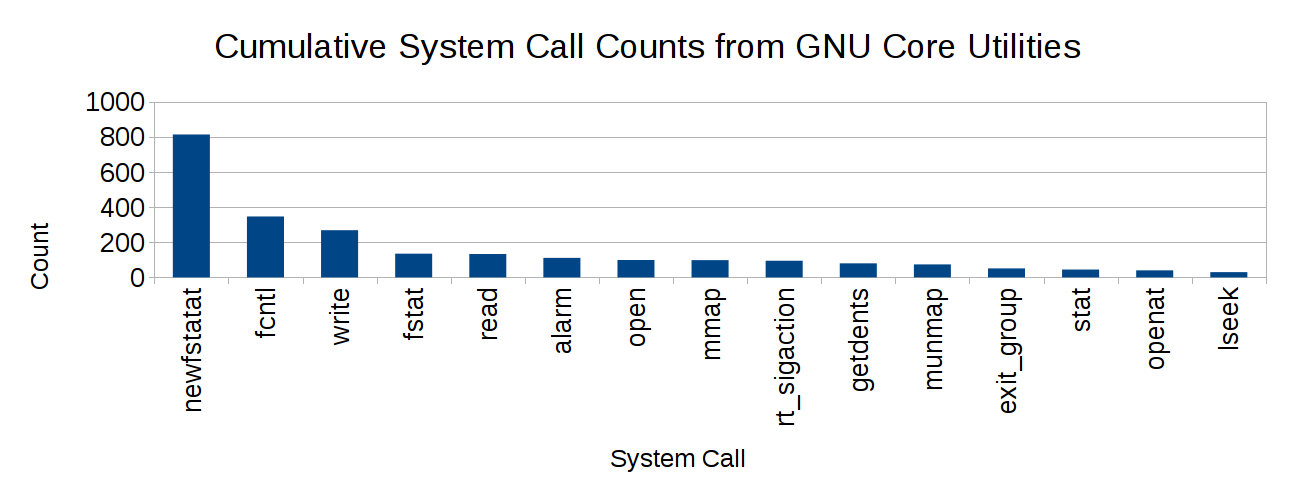 Cumulative System Call Counts from GNU Core Utilities
Count
1000
800
600
400
200
0
newfstatat
fcntl
write
fstat
read
alarm
open
mmap
rt_sigaction
getdents
munmap
exit_group
stat
openat
lseek
System Call